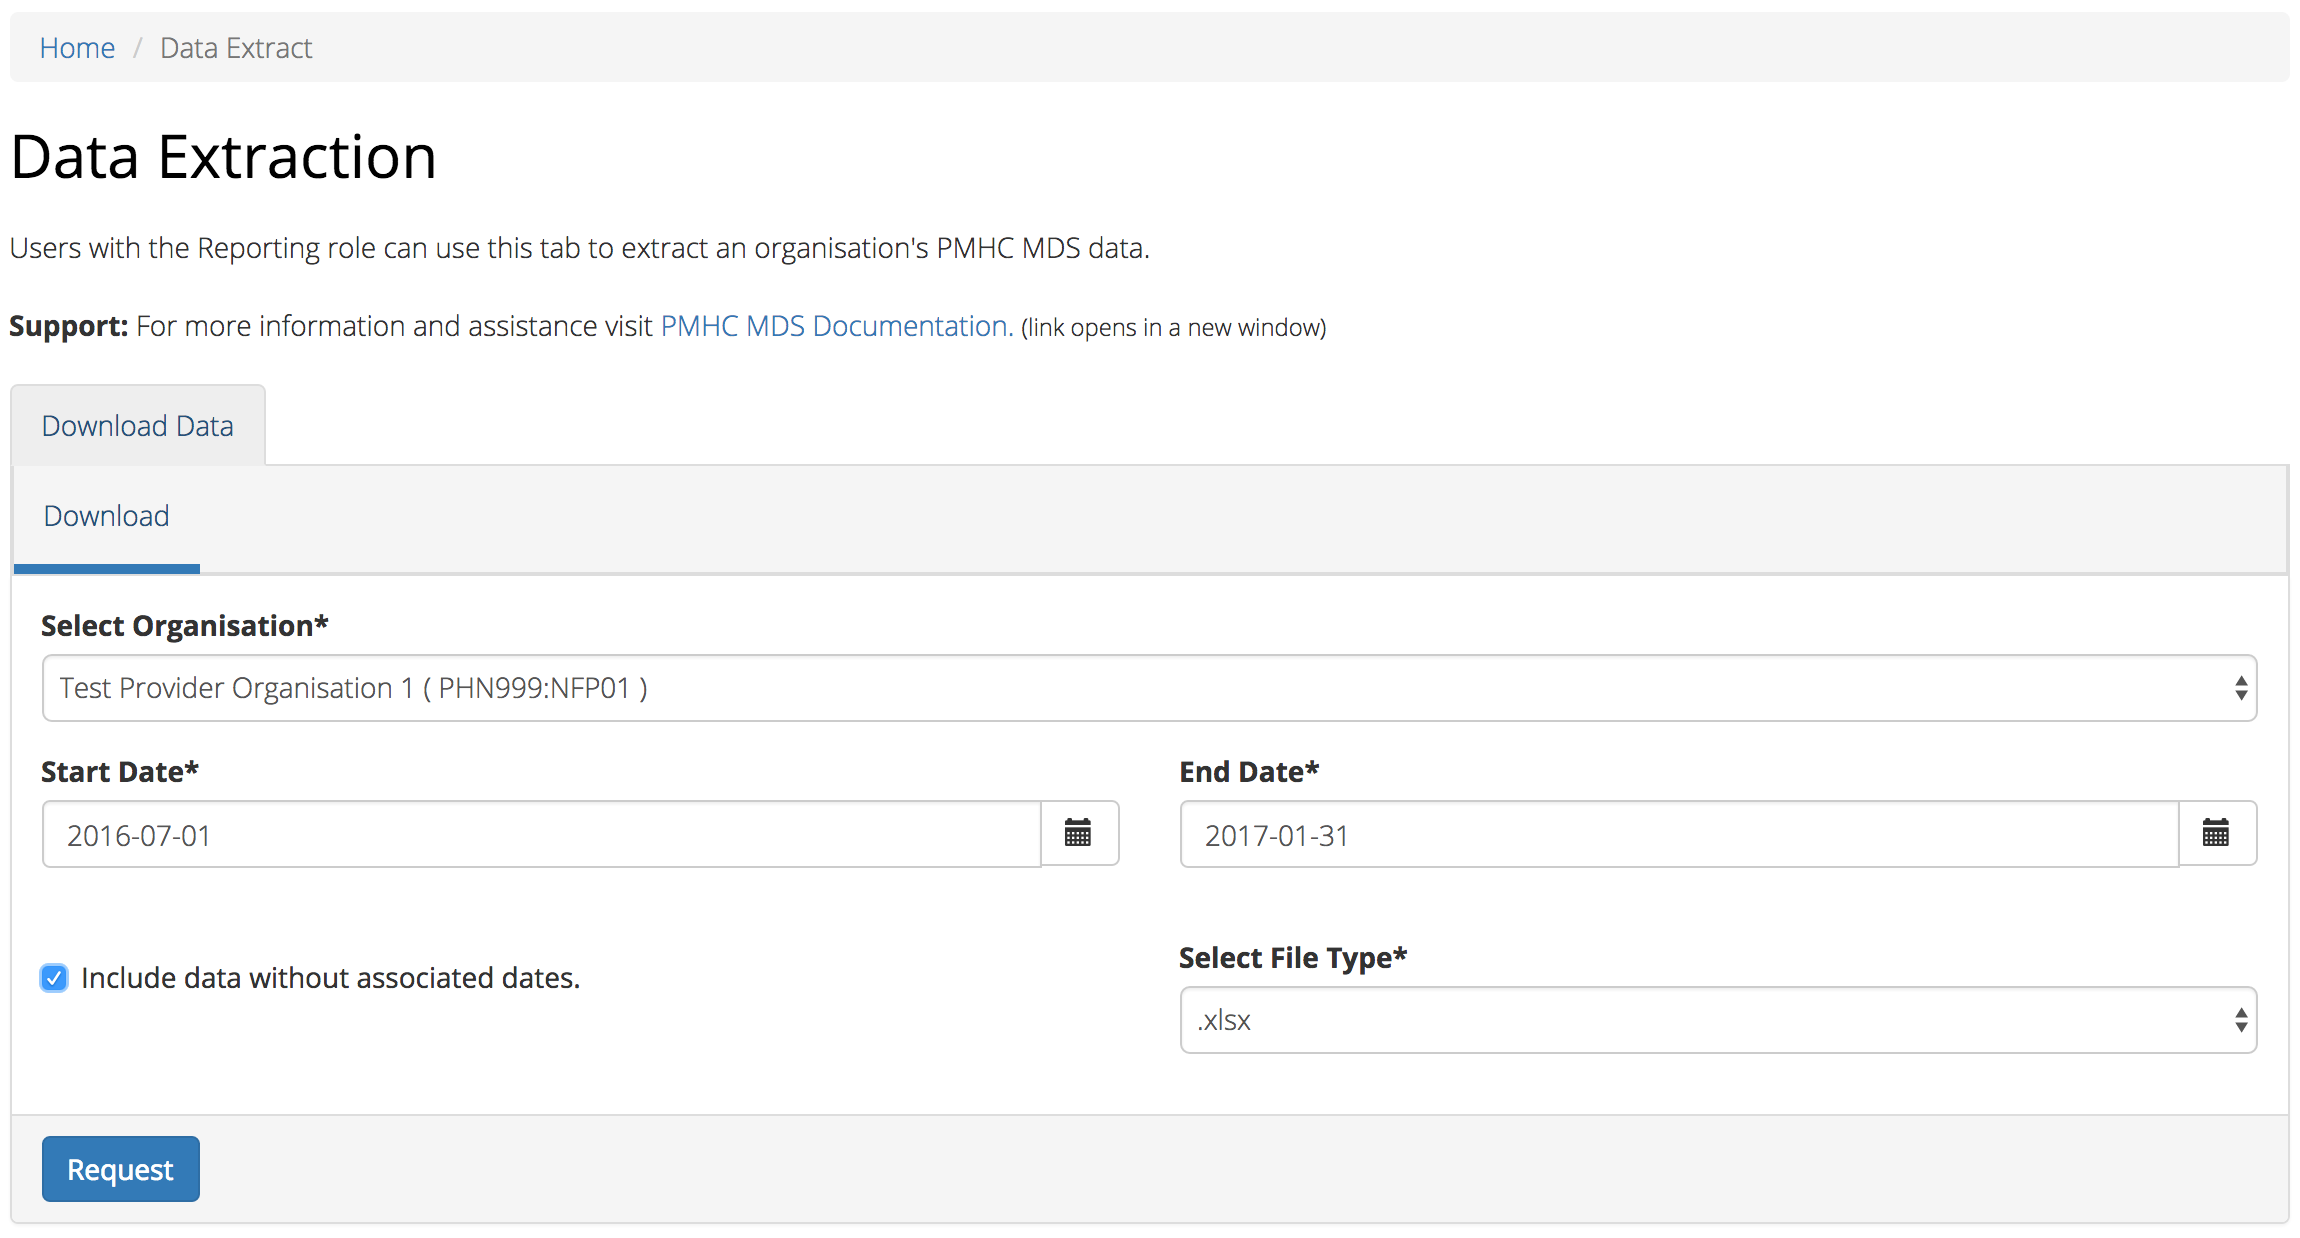 Home / Data Extract
Data Extraction
Users with the Reporting role can use this tab to extract an organisation's PMHC MDS data.
Support: For more information and assistance visit PMHC MDS Documentation. (link opens in a new window)
Download Data
Download
Select Organisation*
Test Provider Organisation 1 ( PHN999:NFP01 )
Start Date*
End Date*
2016-07-01
2017-01-31
Select File Type*
Include data without associated dates.
.xlsx
Request